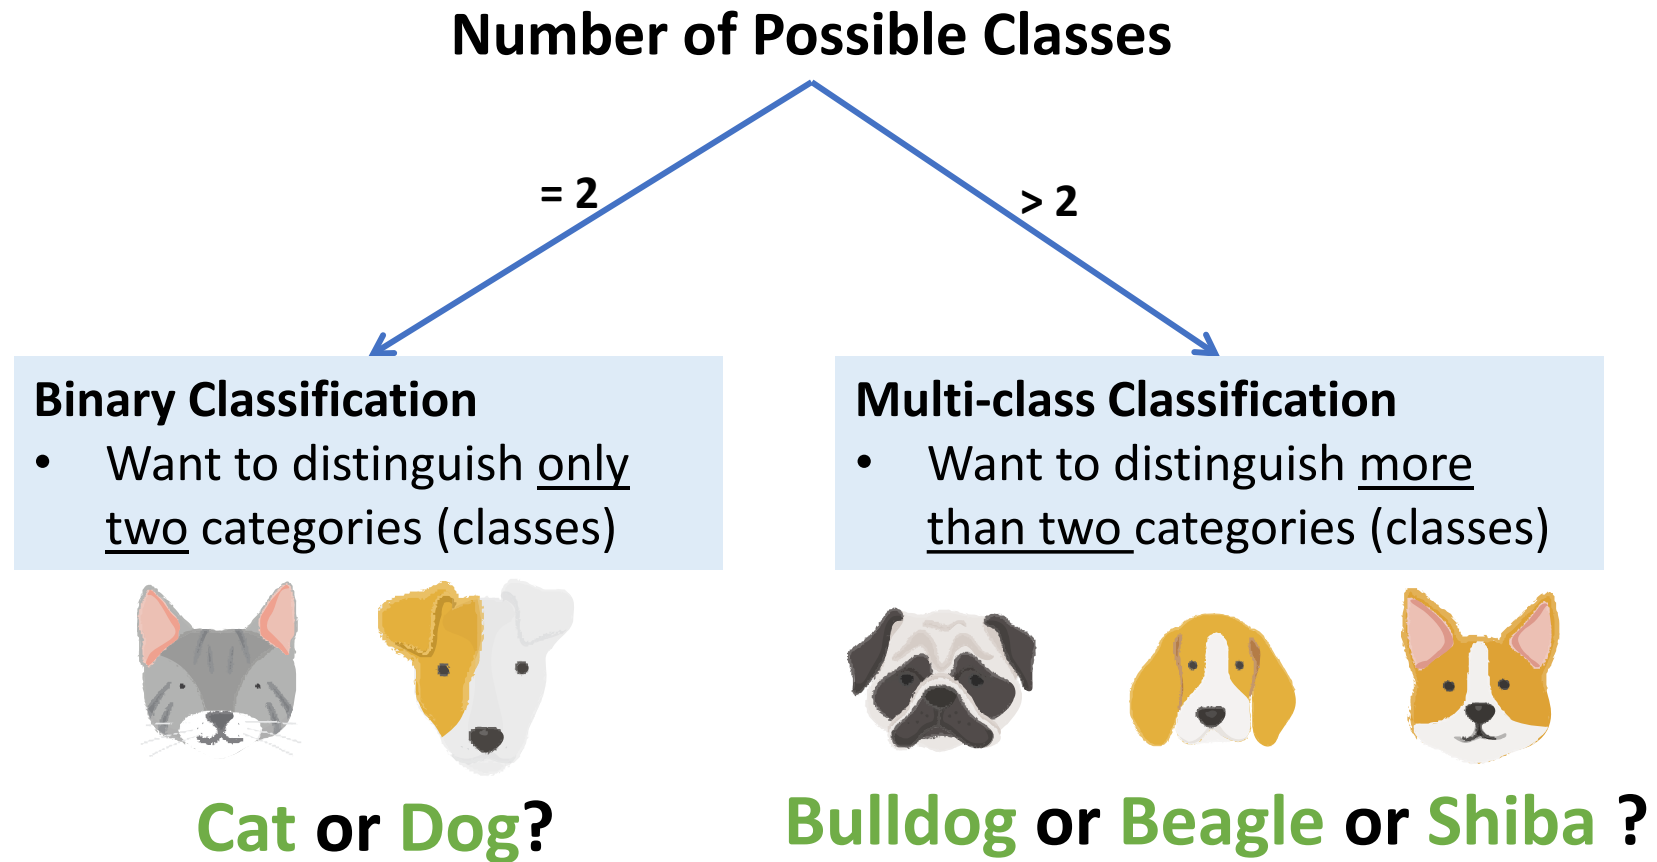 Number of Possible Classes
= 2
> 2
Binary Classification
• Want to distinguish only
two categories (classes)
Multi-class Classification
• Want to distinguish more
than two categories (classes)
Cat or Dog?
Bulldog or Beagle or Shiba ?